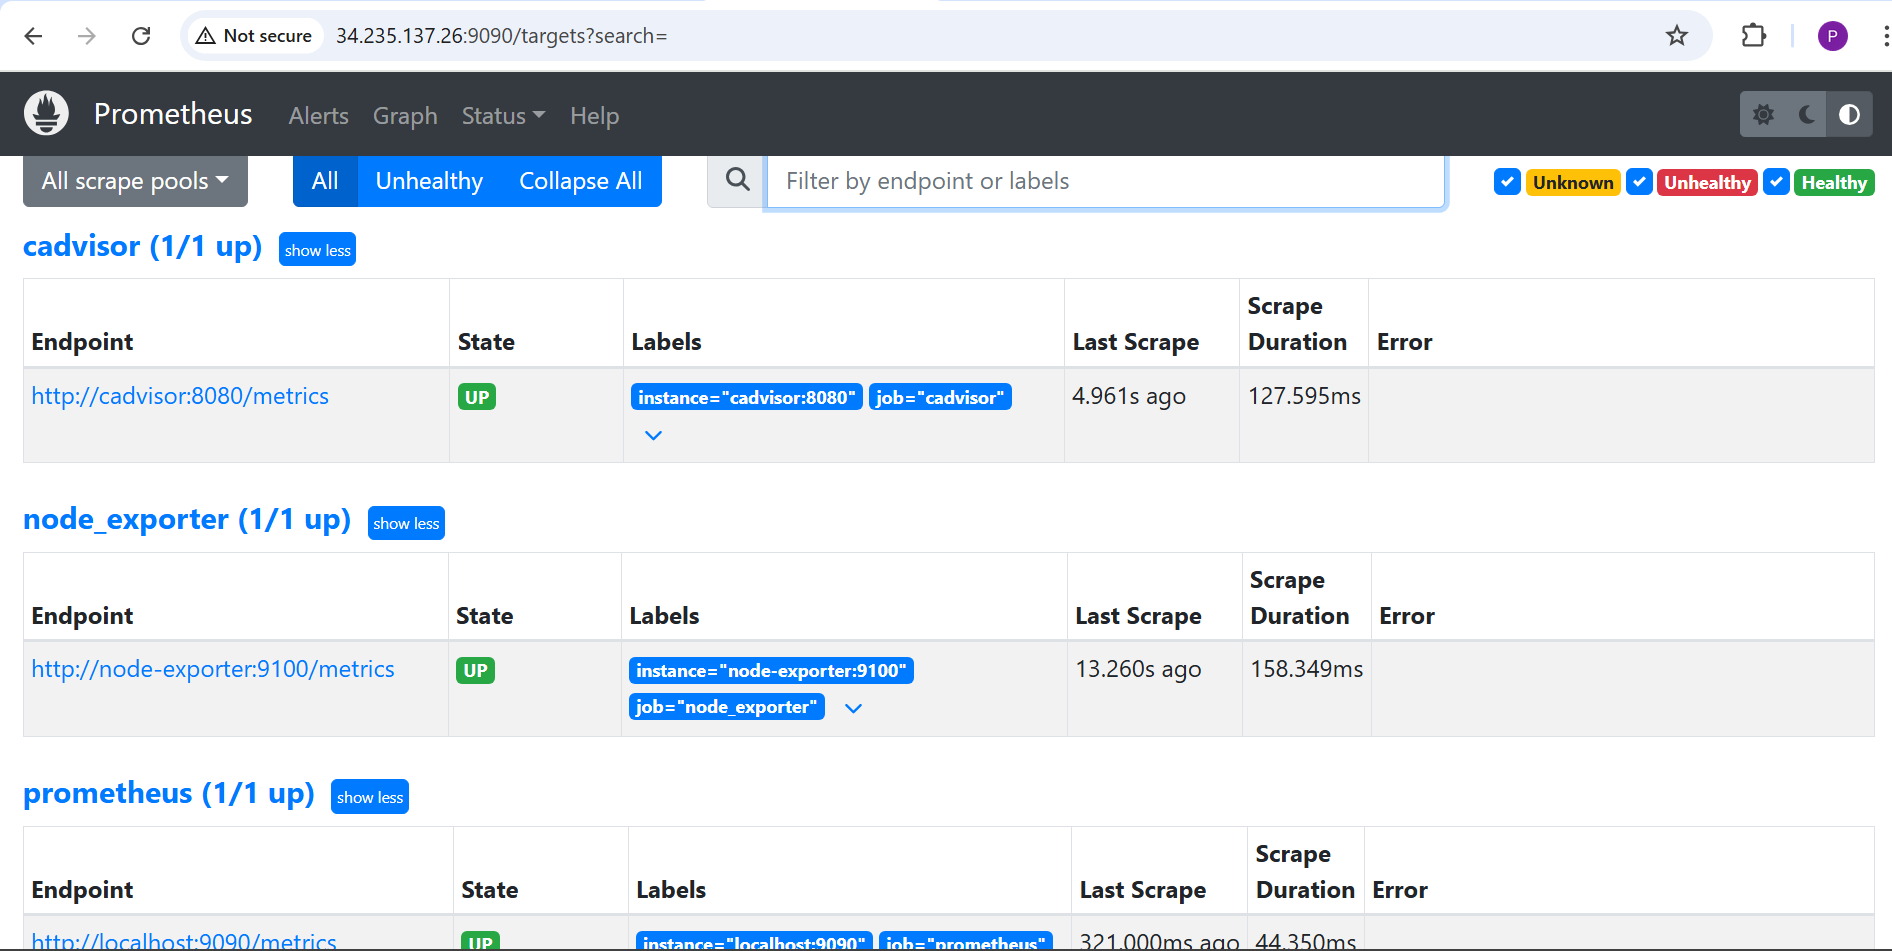 Not secure 34.235.137.26:9090/targets?search= P
Prometheus Alerts Graph Status Help
All scrape pools All Unhealthy Collapse All Filter by endpoint or labels Unknown Unhealthy Healthy
cadvisor (1/1 up) show less
Endpoint State Labels Last Scrape Scrape Duration Error
http://cadvisor:8080/metrics UP instance="cadvisor:8080" job="cadvisor" 4.961s ago 127.595ms
node_exporter (1/1 up) show less
Endpoint State Labels Last Scrape Scrape Duration Error
http://node-exporter:9100/metrics UP instance="node-exporter:9100" 13.260s ago 158.349ms
job="node_exporter"
prometheus (1/1 up) show less
Endpoint State Labels Last Scrape Scrape Duration Error
http://localhost:9090/metrics UP instance="localhost:9090" job="prometheus" 321.000ms ago 44.350ms